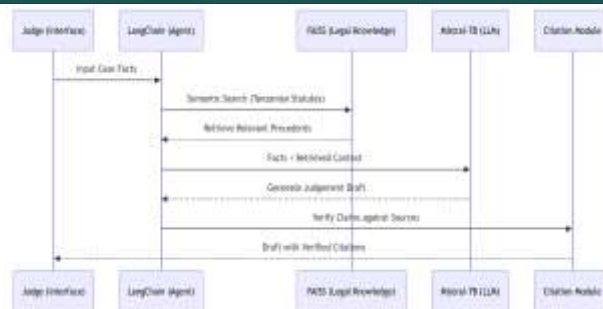 Judge (Interface)
LangChain (Agent)
FAISS (Legal Knowledge)
Mistral-7B (LLM)
Citation Module
Input Case Facts
Semantic Search (Tanzanian Statutes)
Retrieve Relevant Precedents
Facts + Retrieved Context
Generate Judgement Draft
Verify Claims against Sources
Draft with Verified Citations
Judge (Interface)
LangChain (Agent)
FAISS (Legal Knowledge)
Mistral-7B (LLM)
Citation Module